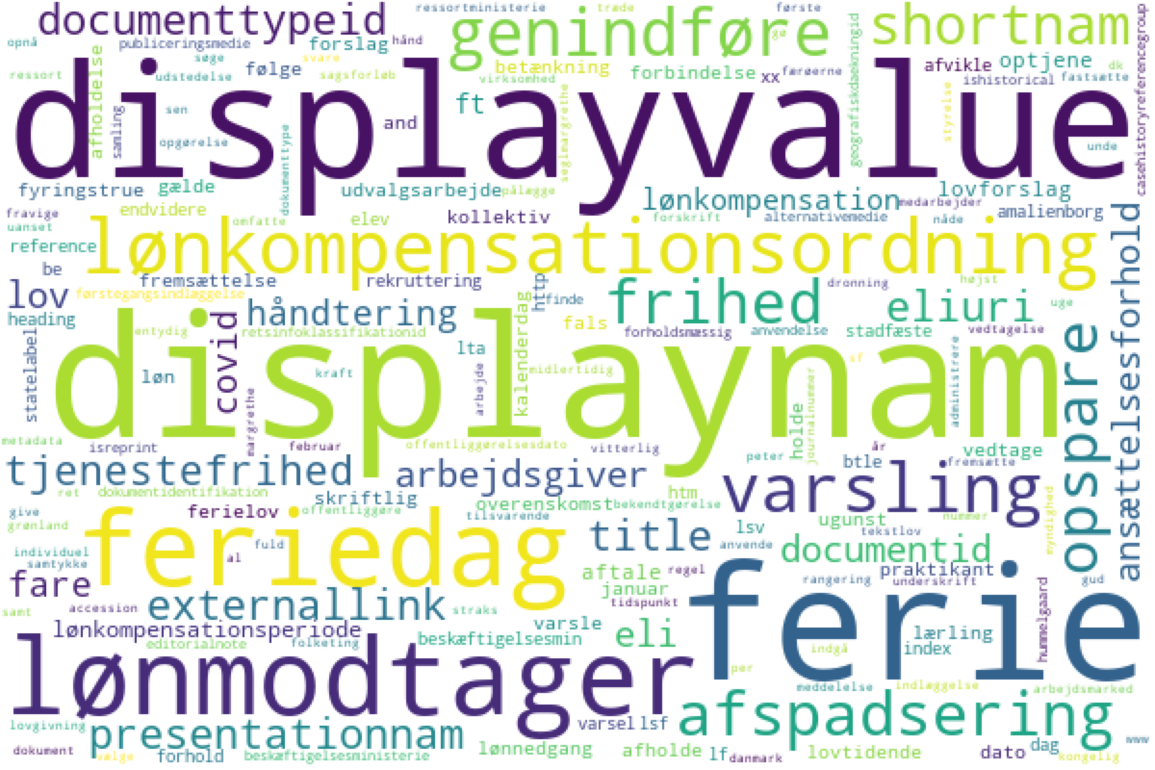 documenttypeid
ressortministerie
træde
første
genindføre
shortnam
opnå
publiceringsmedie
forslag
hånd
svare
gø
søge
følge
betænkning
afvikle
optjene
dk
ressort
udstedelse
sagsforløb
virksomhed
forbindelse
xx
færøerne
ishistorical
fastsætte
afholdelse
samling
sen
and
ft
displayvalue
opgørelse
dokumenttype
seglmargrethe
geografiskdaekningid
styrelse
unde
casehistoryreferencegroup
fyringstrue
gælde
udvalgsarbejde
pålægge
lønkompensation
medarbejder
lovforslag
fravige
endvidere
omfatte
elev
kollektiv
forskrift
alternativemedie
nåde
amalienborg
uanset
reference
lønkompensationsordning
be
fremsættelse
rekruttering
http
dronning
højst
ansættelsesforhold
lov
førstegangsindlæggelse
håndtering
finde
frihed
eliuri
uge
heading
covid
entydig
retsinfoklassifikationid
kalenderdag
fals
forholdsmæssig
anvendelse
stadfæste
vedtagelse
statelabel
løn
kraft
lta
arbejde
midlertidig
sf
administrere
opspare
displaynam
margrethe
holde
journalnummer
metadata
isreprint
februar
offentliggørelsesdato
vitterlig
år
vedtage
tjenestefrihed
arbejdsgiver
peter
btle
fremsætte
ret
dokumentidentifikation
skriftlig
overenskomst
htm
bekendtgørelse
varsling
nummer
myndighed
give
ferielov
offentliggøre
tilsvarende
title
lsv
ugunst
tekstlov
grønland
feriedag
anvende
documentid
individuel
fuld
samtykke
al
aftale
regel
praktikant
fare
januar
rangering
underskrift
gud
samt
accession
externallink
straks
tidspunkt
ferie
lønkompensationsperiode
varsle
eli
lærling
hummelgaard
editorialnote
folketing
beskæftigelsesmin
index
indgå
lønmodtager
per
meddelelse
indlæggelse
arbejdsmarked
lovgivning
presentationnam
varsel
lsf
afspadsering
dokument
vælge
forhold
beskæftigelsesministerie
lønnedgang
afholde
lf
danmark
lovtidende
dato
dag
kongelig
www